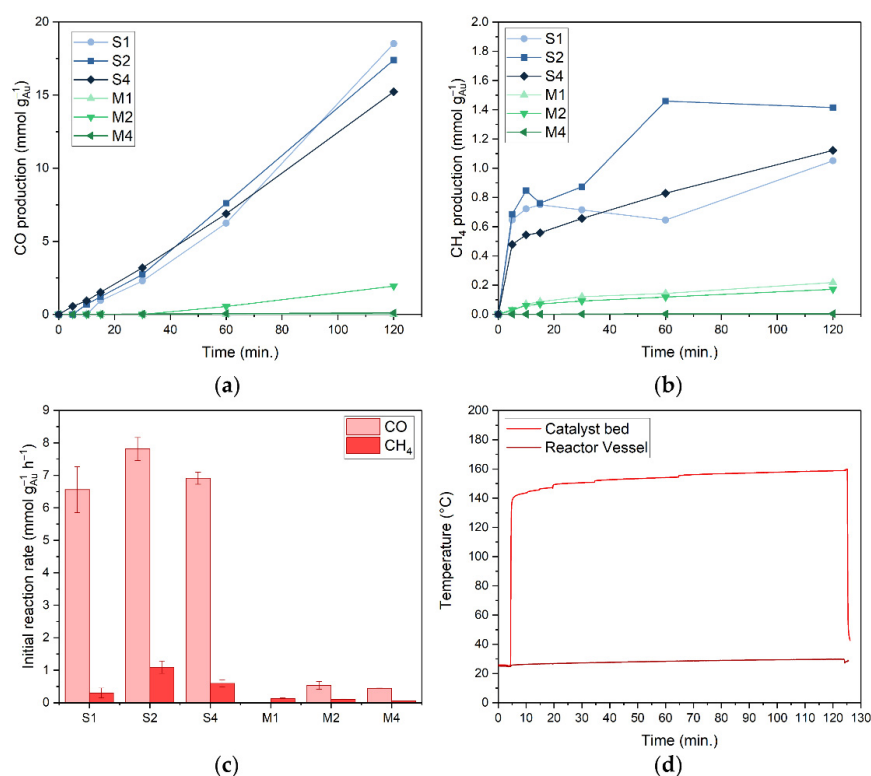 CO production (mmol g⁻¹Au)
20
15
10
5
0
S1
S2
S4
M1
M2
M4
0 20 40 60 80 100 120
Time (min.)
(a)
CH₄ production (mmol g⁻¹Au)
2.0
1.8
1.6
1.4
1.2
1.0
0.8
0.6
0.4
0.2
0.0
S1
S2
S4
M1
M2
M4
0 20 40 60 80 100 120
Time (min.)
(b)
Initial reaction rate (mmol g⁻¹Au h⁻¹)
9
8
7
6
5
4
3
2
1
0
CO
CH₄
S1 S2 S4 M1 M2 M4
(c)
Temperature (°C)
200
180
160
140
120
100
80
60
40
20
0
Catalyst bed
Reactor Vessel
0 10 20 30 40 50 60 70 80 90 100 110 120 130
Time (min.)
(d)